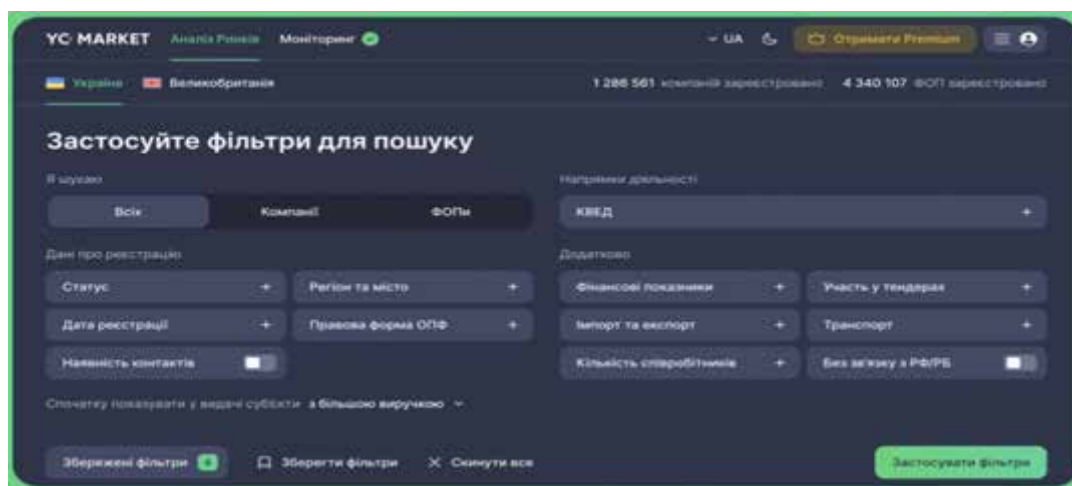 YC MARKET Аналіз Ринків Моніторинг UA Отримати Premium
Україна Великобританія 1 286 561 компаній зареєстровано 4 340 107 ФОП зареєстровано
Застосуйте фільтри для пошуку
Я шукаю Напрямки діяльності
Всіх Компанії ФОПи КВЕД +
Дані про реєстрацію Додатково
Статус + Регіон та місто + Фінансові показники + Участь у тендерах +
Дата реєстрації + Правова форма ОПФ + Імпорт та експорт + Транспорт +
Наявність контактів Кількість співробітників + Без зв'язку з РФ/РБ
Спочатку показувати у видачі суб'єкти з більшою виручкою
Збережені фільтри Зберегти фільтри Скинути все Застосувати фільтри